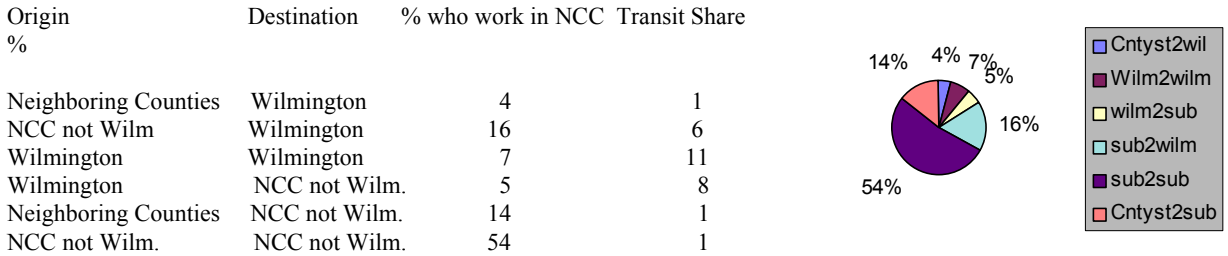 Origin Destination % who work in NCC Transit Share
%
Neighboring Counties Wilmington 4 1
NCC not Wilm Wilmington 16 6
Wilmington Wilmington 7 11
Wilmington NCC not Wilm. 5 8
Neighboring Counties NCC not Wilm. 14 1
NCC not Wilm. NCC not Wilm. 54 1
14% 4% 7%
5%
16%
54%
Cntyst2wil
Wilm2wilm
wilm2sub
sub2wilm
sub2sub
Cntyst2sub